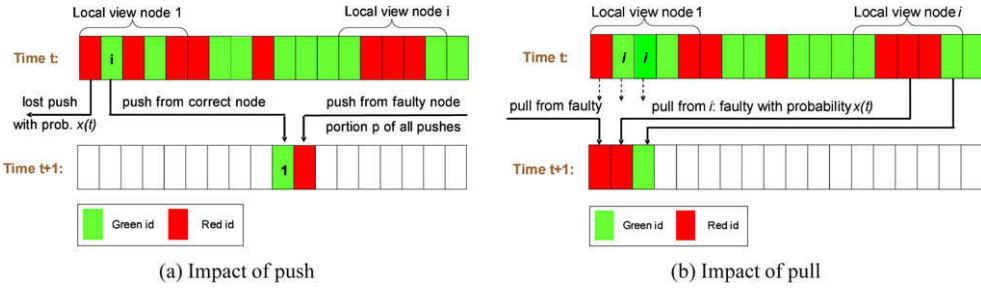 Local view node 1
Local view node i
Time t:
i
lost push
with prob. x(t)
push from correct node
push from faulty node
portion p of all pushes
Time t+1:
1
Green id
Red id
(a) Impact of push
Local view node 1
Local view node i
Time t:
i
i
pull from faulty
pull from i: faulty with probability x(t)
Time t+1:
Green id
Red id
(b) Impact of pull